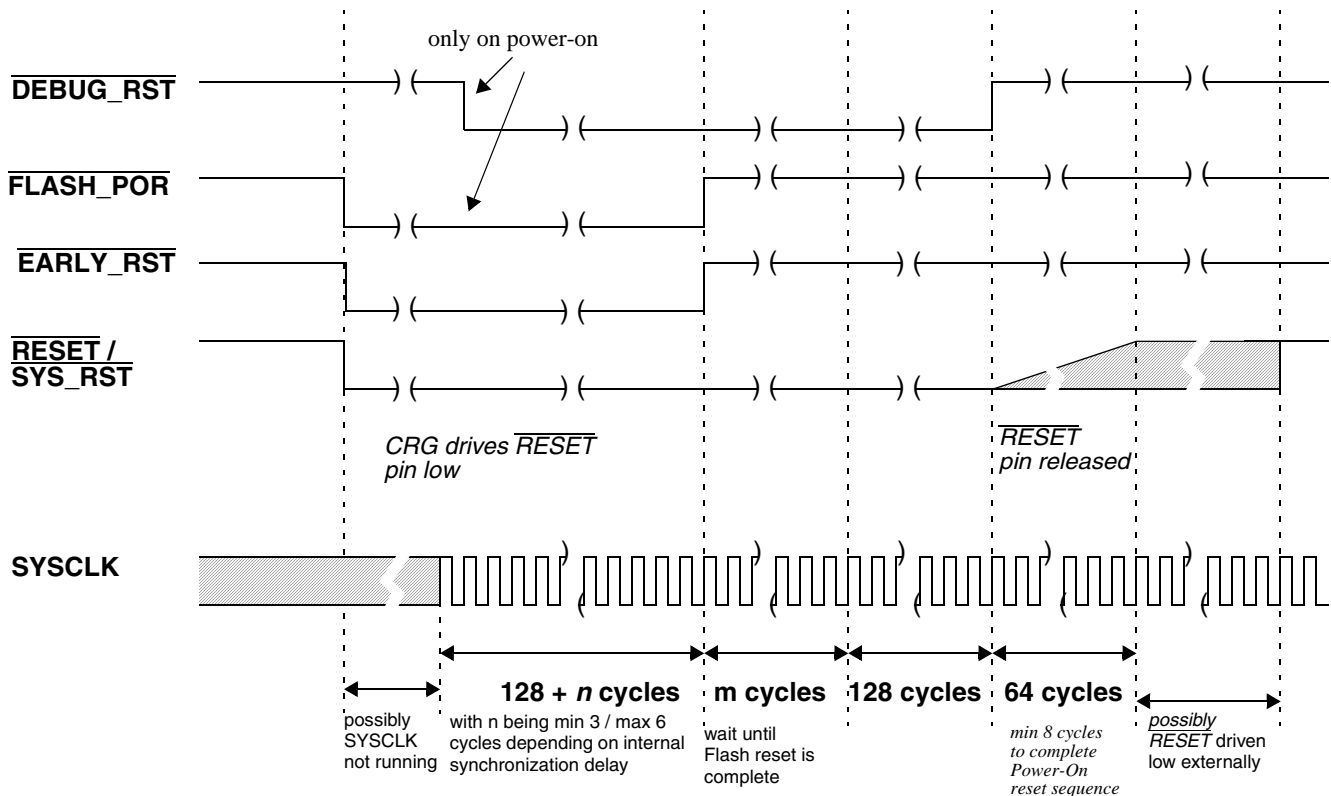 only on power-on
DEBUG_RST
FLASH_POR
EARLY_RST
RESET /
SYS_RST
CRG drives RESET
pin low
RESET
pin released
SYSCLK
128 + n cycles
m cycles
128 cycles
64 cycles
possibly
SYSCLK
not running
with n being min 3 / max 6
cycles depending on internal
synchronization delay
wait until
Flash reset is
complete
min 8 cycles
to complete
Power-On
reset sequence
possibly
RESET driven
low externally